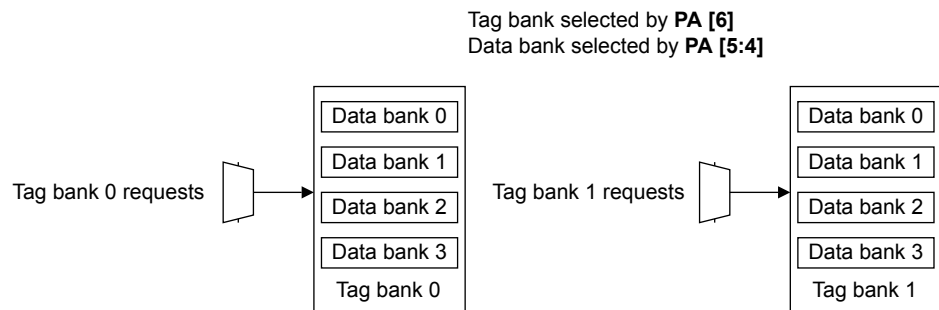 Tag bank selected by PA [6]
Data bank selected by PA [5:4]
Tag bank 0 requests
Data bank 0
Data bank 1
Data bank 2
Data bank 3
Tag bank 0
Tag bank 1 requests
Data bank 0
Data bank 1
Data bank 2
Data bank 3
Tag bank 1